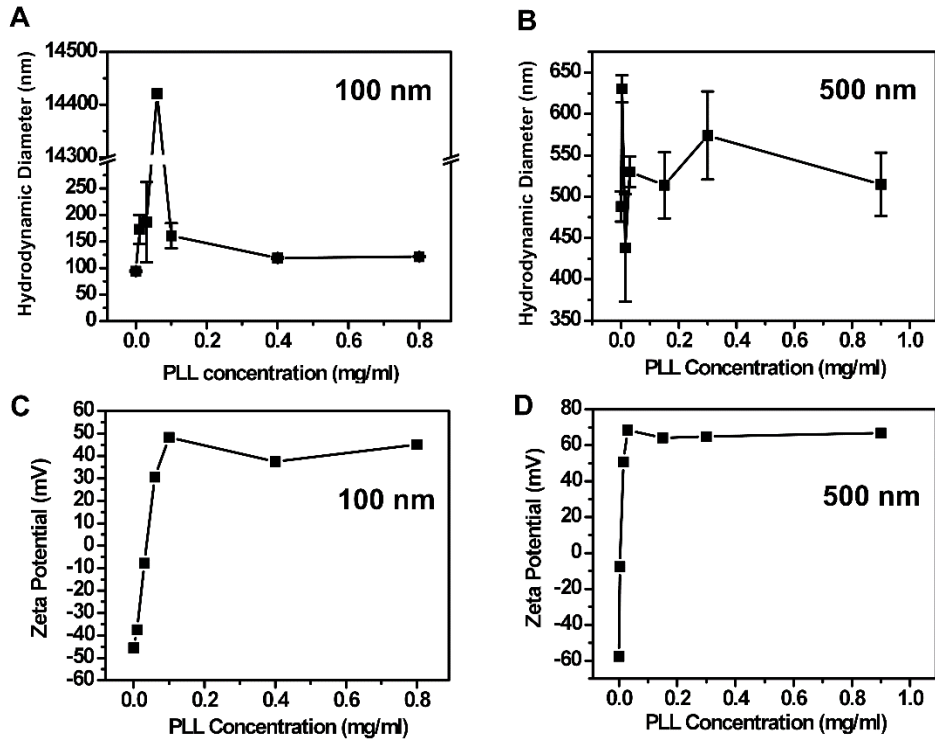 A
Hydrodynamic Diameter (nm)
14500
14400
14300
250
200
150
100
50
0
100 nm
0.0 0.2 0.4 0.6 0.8
PLL concentration (mg/ml)
B
Hydrodynamic Diameter (nm)
650
600
550
500
450
400
350
500 nm
0.0 0.2 0.4 0.6 0.8 1.0
PLL Concentration (mg/ml)
C
Zeta Potential (mV)
60
50
40
30
20
10
0
-10
-20
-30
-40
-50
-60
100 nm
0.0 0.2 0.4 0.6 0.8
PLL Concentration (mg/ml)
D
Zeta Potential (mV)
80
60
40
20
0
-20
-40
-60
500 nm
0.0 0.2 0.4 0.6 0.8 1.0
PLL Concentration (mg/ml)